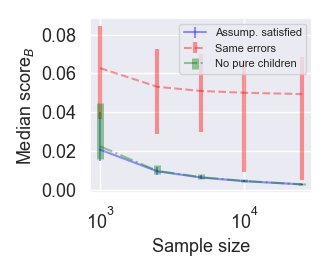 Median score_B
0.08
0.06
0.04
0.02
0.00
Assump. satisfied
Same errors
No pure children
10^3
10^4
Sample size